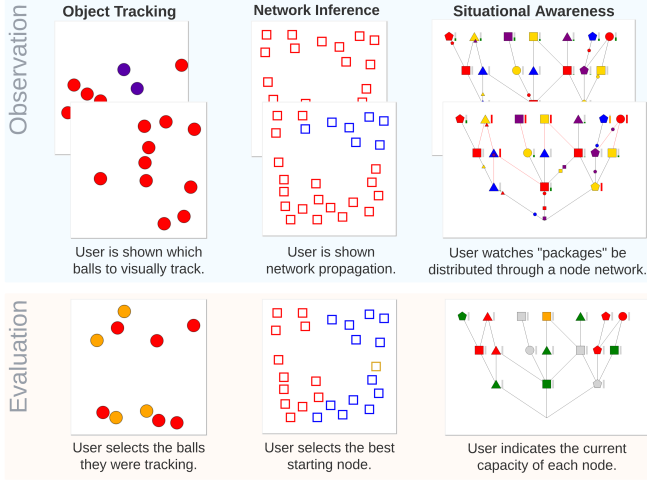 Object Tracking
Network Inference
Situational Awareness
Observation
User is shown which
balls to visually track.
User is shown
network propagation.
User watches "packages" be
distributed through a node network.
Evaluation
User selects the balls
they were tracking.
User selects the best
starting node.
User indicates the current
capacity of each node.